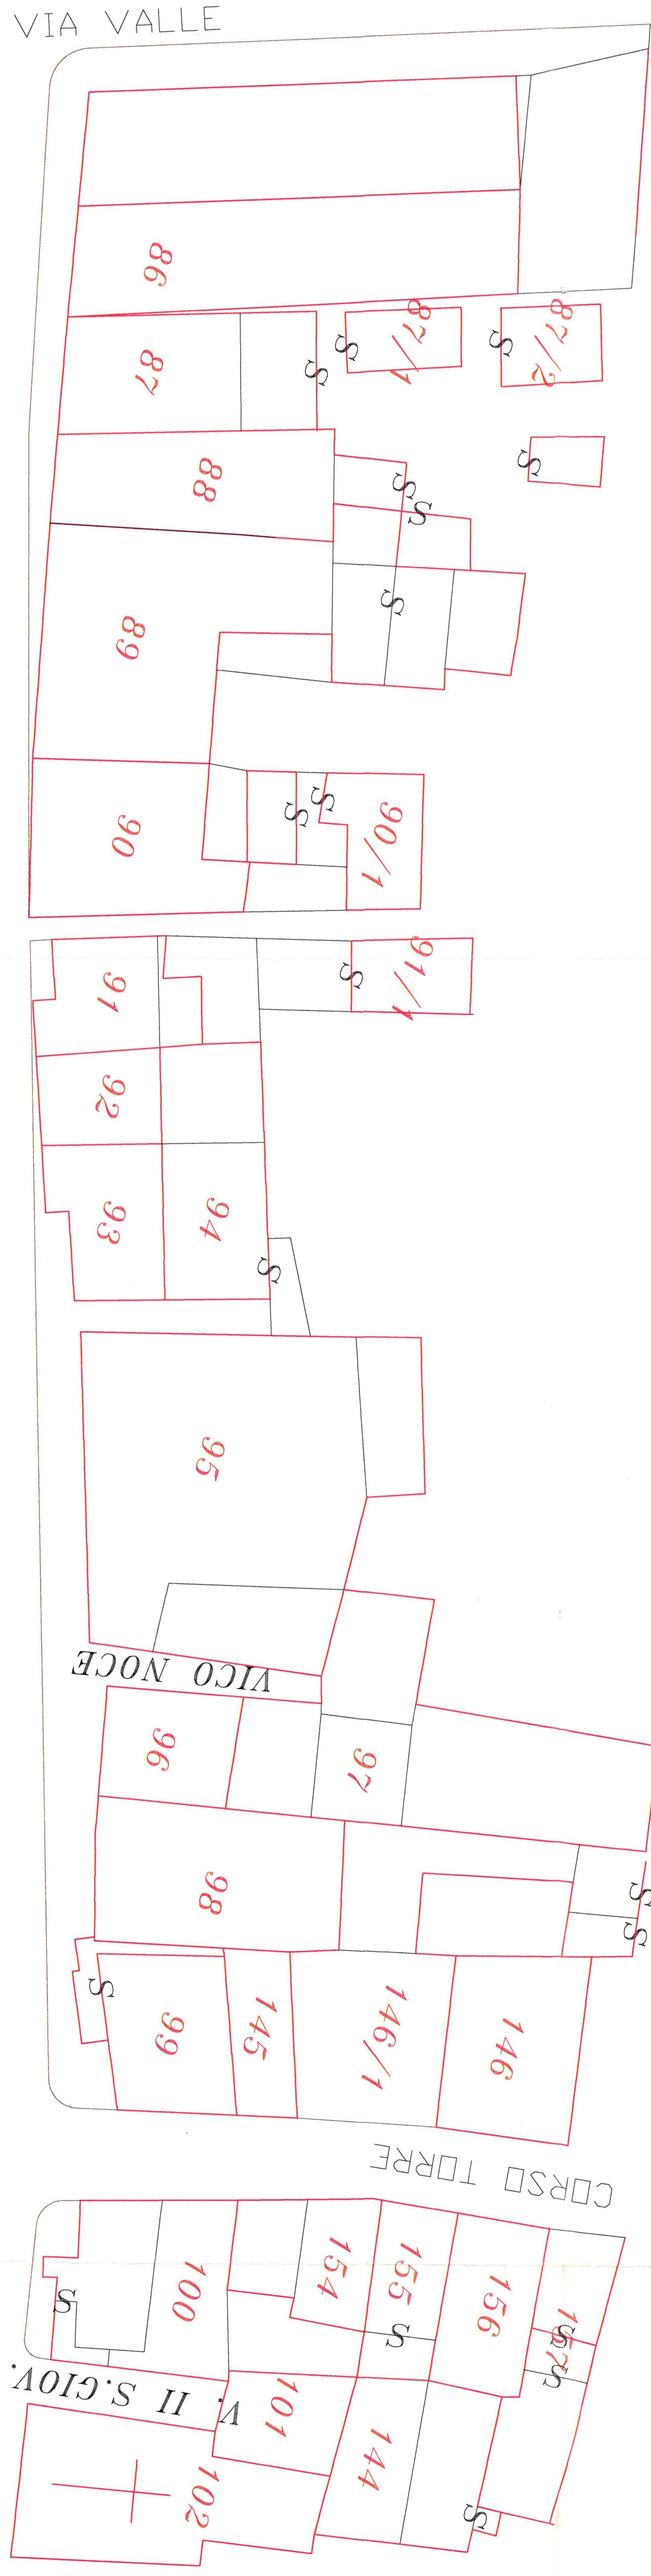 VIA VALLE
86
87
S
87/1
S
87/2
S
S
88
S
S
89
S
90
S
S
90/1
91
S
91/1
92
93
94
S
95
VICO NOCE
96
97
98
S
S
S
99
145
146/1
146
CORSO TORRE
S
100
154
155
S
156
157
S
S
V. II S.GIOV.
101
144
102
S